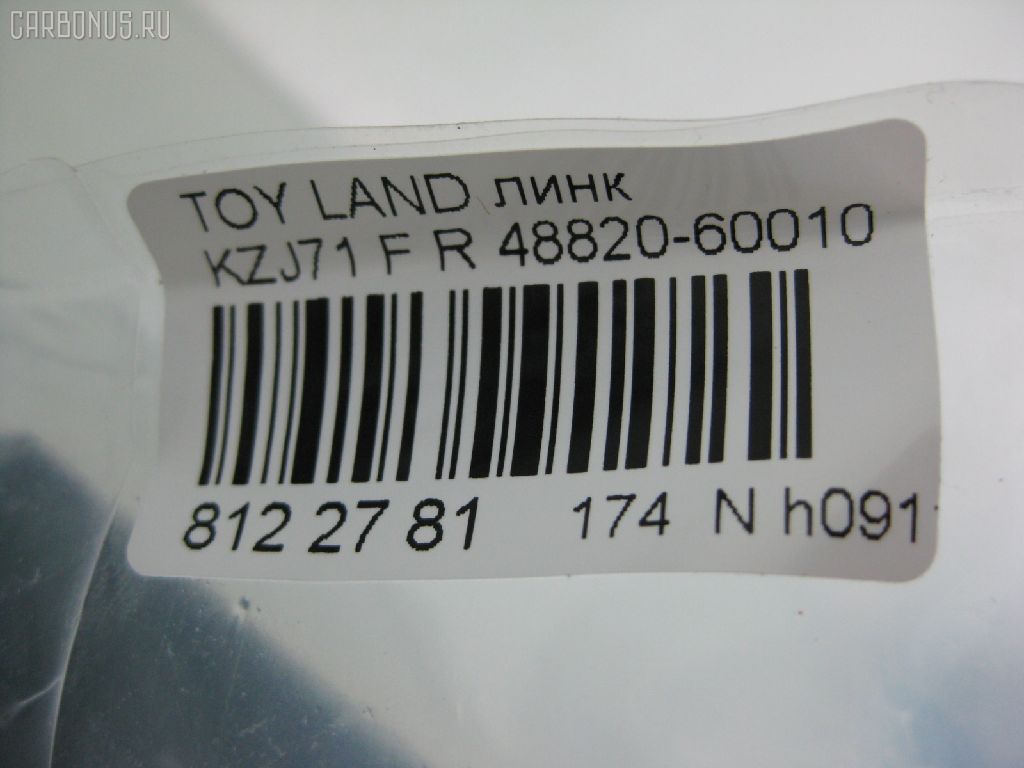 CARBONUS.RU
TOY LAND линк
KZJ71 F R 48820-60010
812 27 81 174 N h091